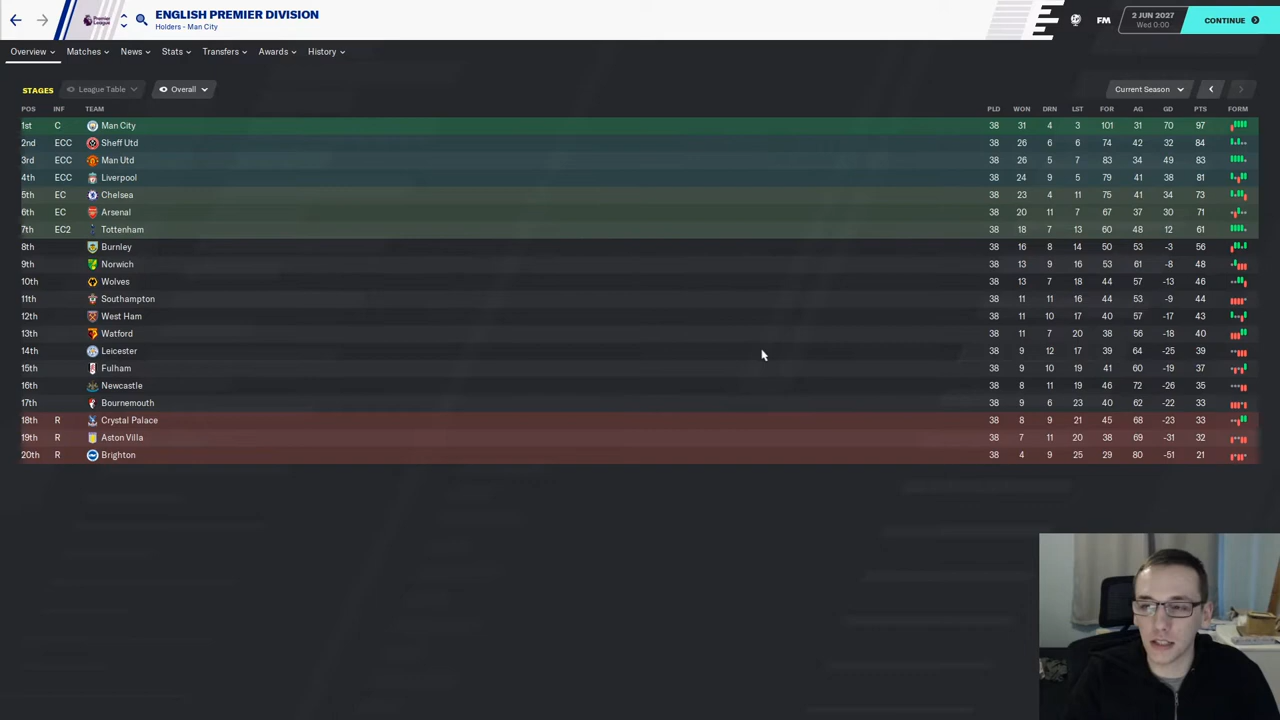 ENGLISH PREMIER DIVISION
Holders - Man City
FM
2 JUN 2027
Wed 0:00
CONTINUE
Overview Matches News Stats Transfers Awards History
STAGES League Table Overall Current Season
POS INF TEAM PLD WON DRN LST FOR AG GD PTS FORM
1st C Man City 38 31 4 3 101 31 70 97
2nd ECC Sheff Utd 38 26 6 6 74 42 32 84
3rd ECC Man Utd 38 26 5 7 83 34 49 83
4th ECC Liverpool 38 24 9 5 79 41 38 81
5th EC Chelsea 38 23 4 11 75 41 34 73
6th EC Arsenal 38 20 11 7 67 37 30 71
7th EC2 Tottenham 38 18 7 13 60 48 12 61
8th Burnley 38 16 8 14 50 53 -3 56
9th Norwich 38 13 9 16 53 61 -8 48
10th Wolves 38 13 7 18 44 57 -13 46
11th Southampton 38 11 11 16 44 53 -9 44
12th West Ham 38 11 10 17 40 57 -17 43
13th Watford 38 11 7 20 38 56 -18 40
14th Leicester 38 9 12 17 39 64 -25 39
15th Fulham 38 9 10 19 41 60 -19 37
16th Newcastle 38 8 11 19 46 72 -26 35
17th Bournemouth 38 9 6 23 40 62 -22 33
18th R Crystal Palace 38 8 9 21 45 68 -23 33
19th R Aston Villa 38 7 11 20 38 69 -31 32
20th R Brighton 38 4 9 25 29 80 -51 21